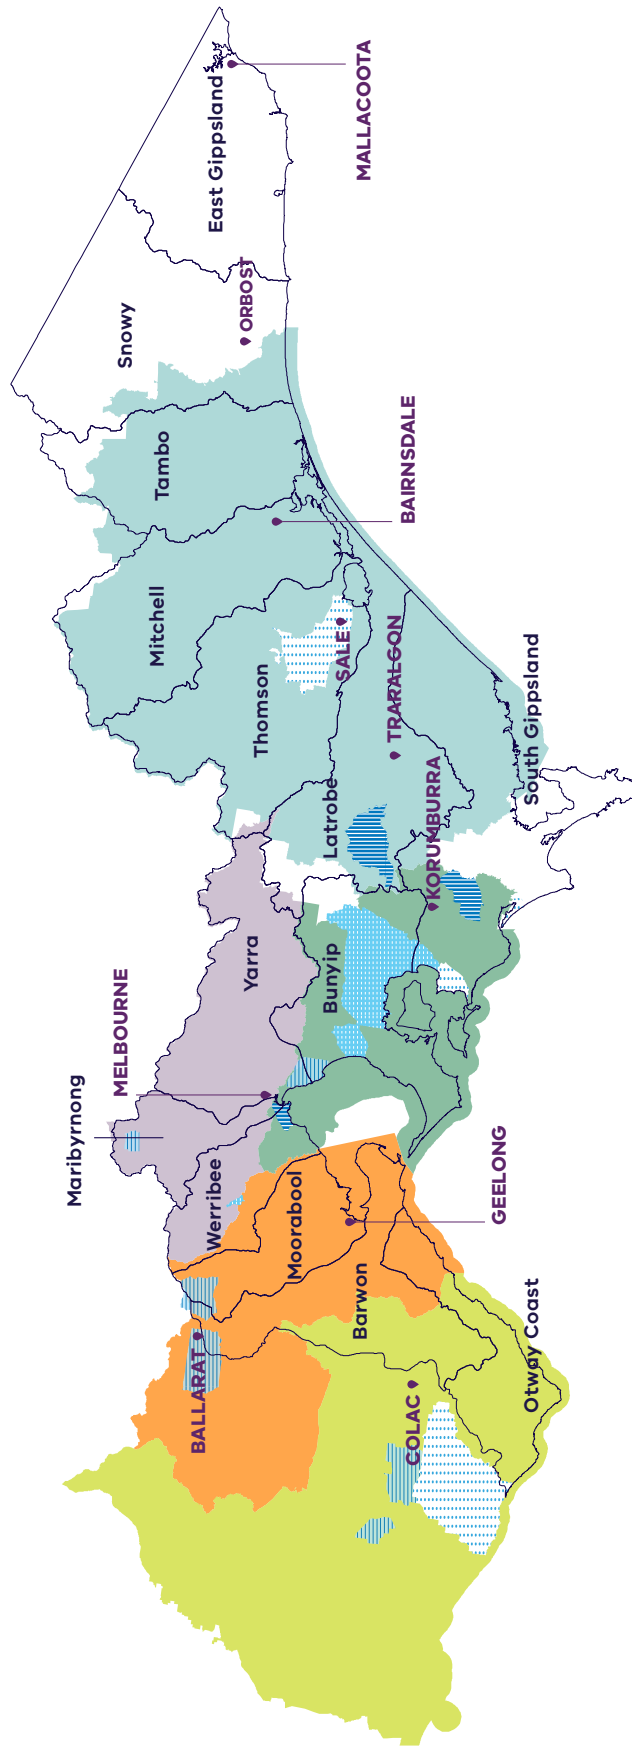 MALLACOOTA
East Gippsland
ORBOST
Snowy
BAIRNSDALE
Tambo
Mitchell
SALE
TRARALGON
Thomson
South Gippsland
KORUMBURRA
Latrobe
Yarra
Bunyip
MELBOURNE
Maribyrnong
GEELONG
Werribee
Moorabool
Barwon
Otway Coast
BALLARAT
COLAC